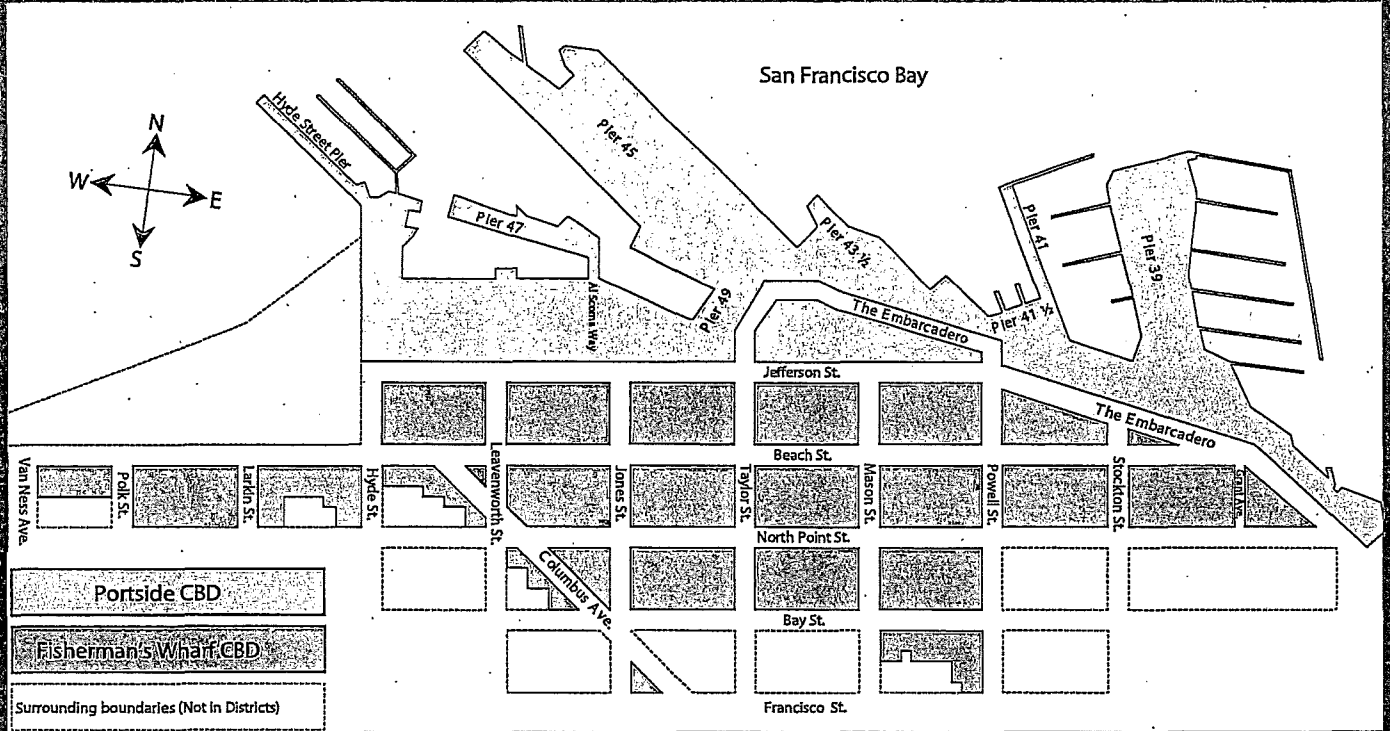 San Francisco Bay
N
W
E
S
Hyde Street Pier
Pier 45
Pier 47
Pier 49
Pier 43 ½
Pier 41
Pier 41 ½
Pier 39
Al Scoma Way
The Embarcadero
Jefferson St.
The Embarcadero
Beach St.
Van Ness Ave.
Polk St.
Larkin St.
Hyde St.
Leavenworth St.
Jones St.
Taylor St.
Mason St.
Powell St.
Stockton St.
Grant Ave.
North Point St.
Columbus Ave.
Bay St.
Francisco St.
Portside CBD
Fisherman's Wharf CBD
Surrounding boundaries (Not in Districts)